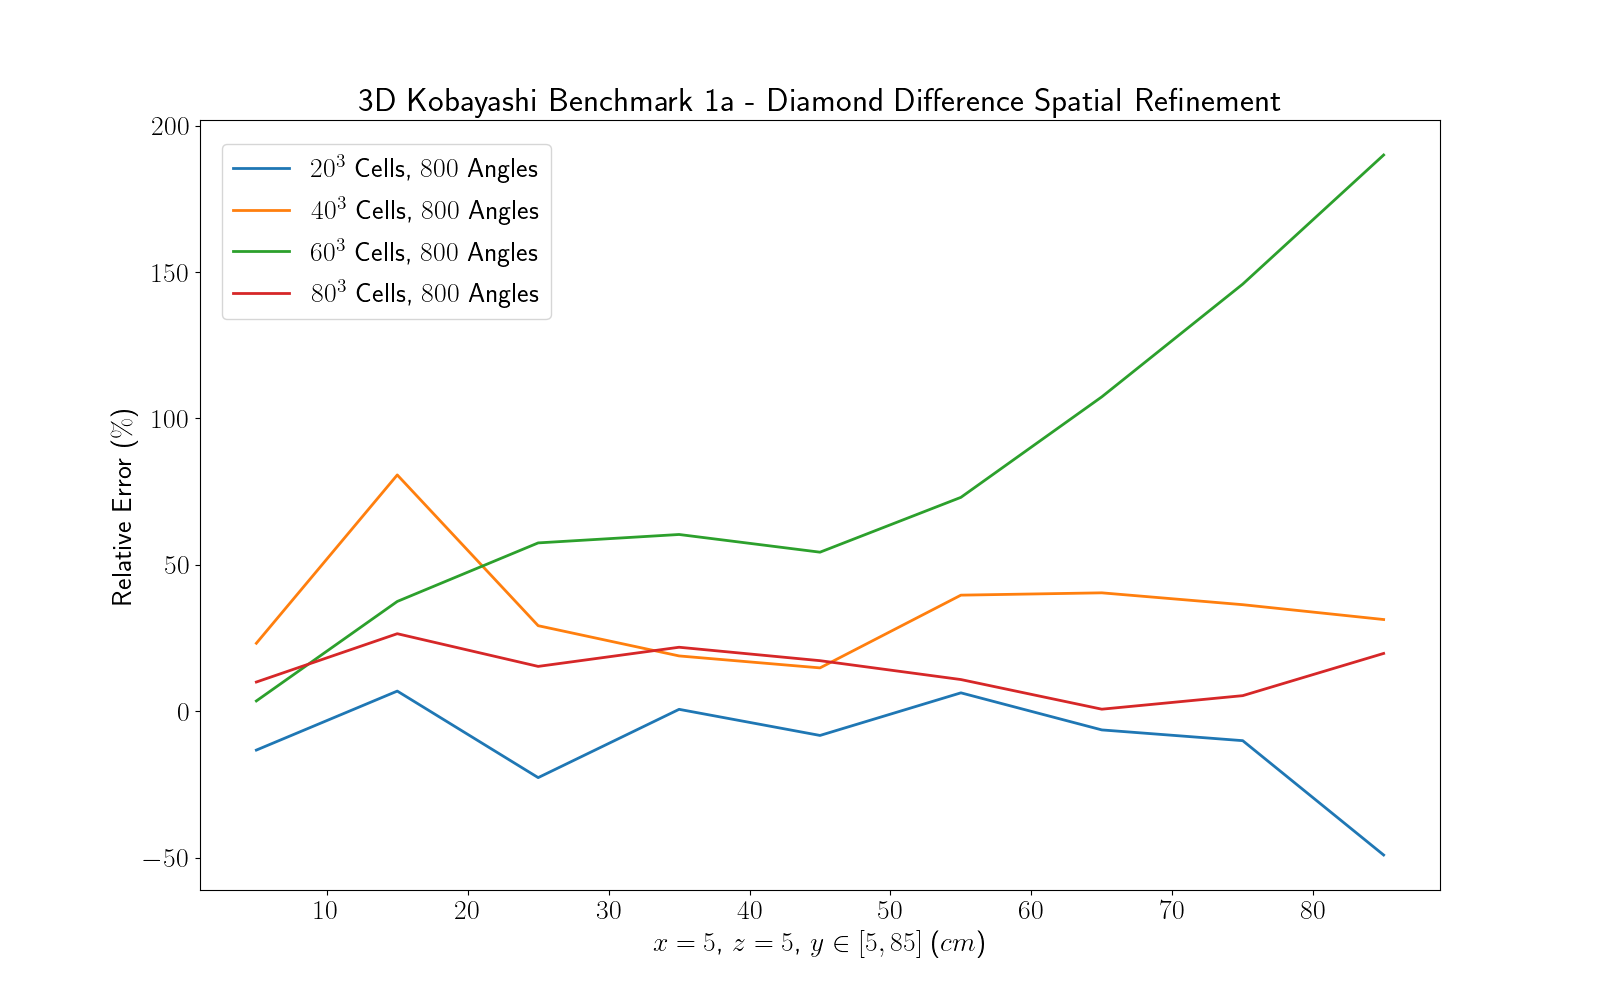 3D Kobayashi Benchmark 1a - Diamond Difference Spatial Refinement
200
150
100
50
0
−50
Relative Error (%)
20³ Cells, 800 Angles
40³ Cells, 800 Angles
60³ Cells, 800 Angles
80³ Cells, 800 Angles
10 20 30 40 50 60 70 80
x = 5, z = 5, y ∈ [5, 85] (cm)